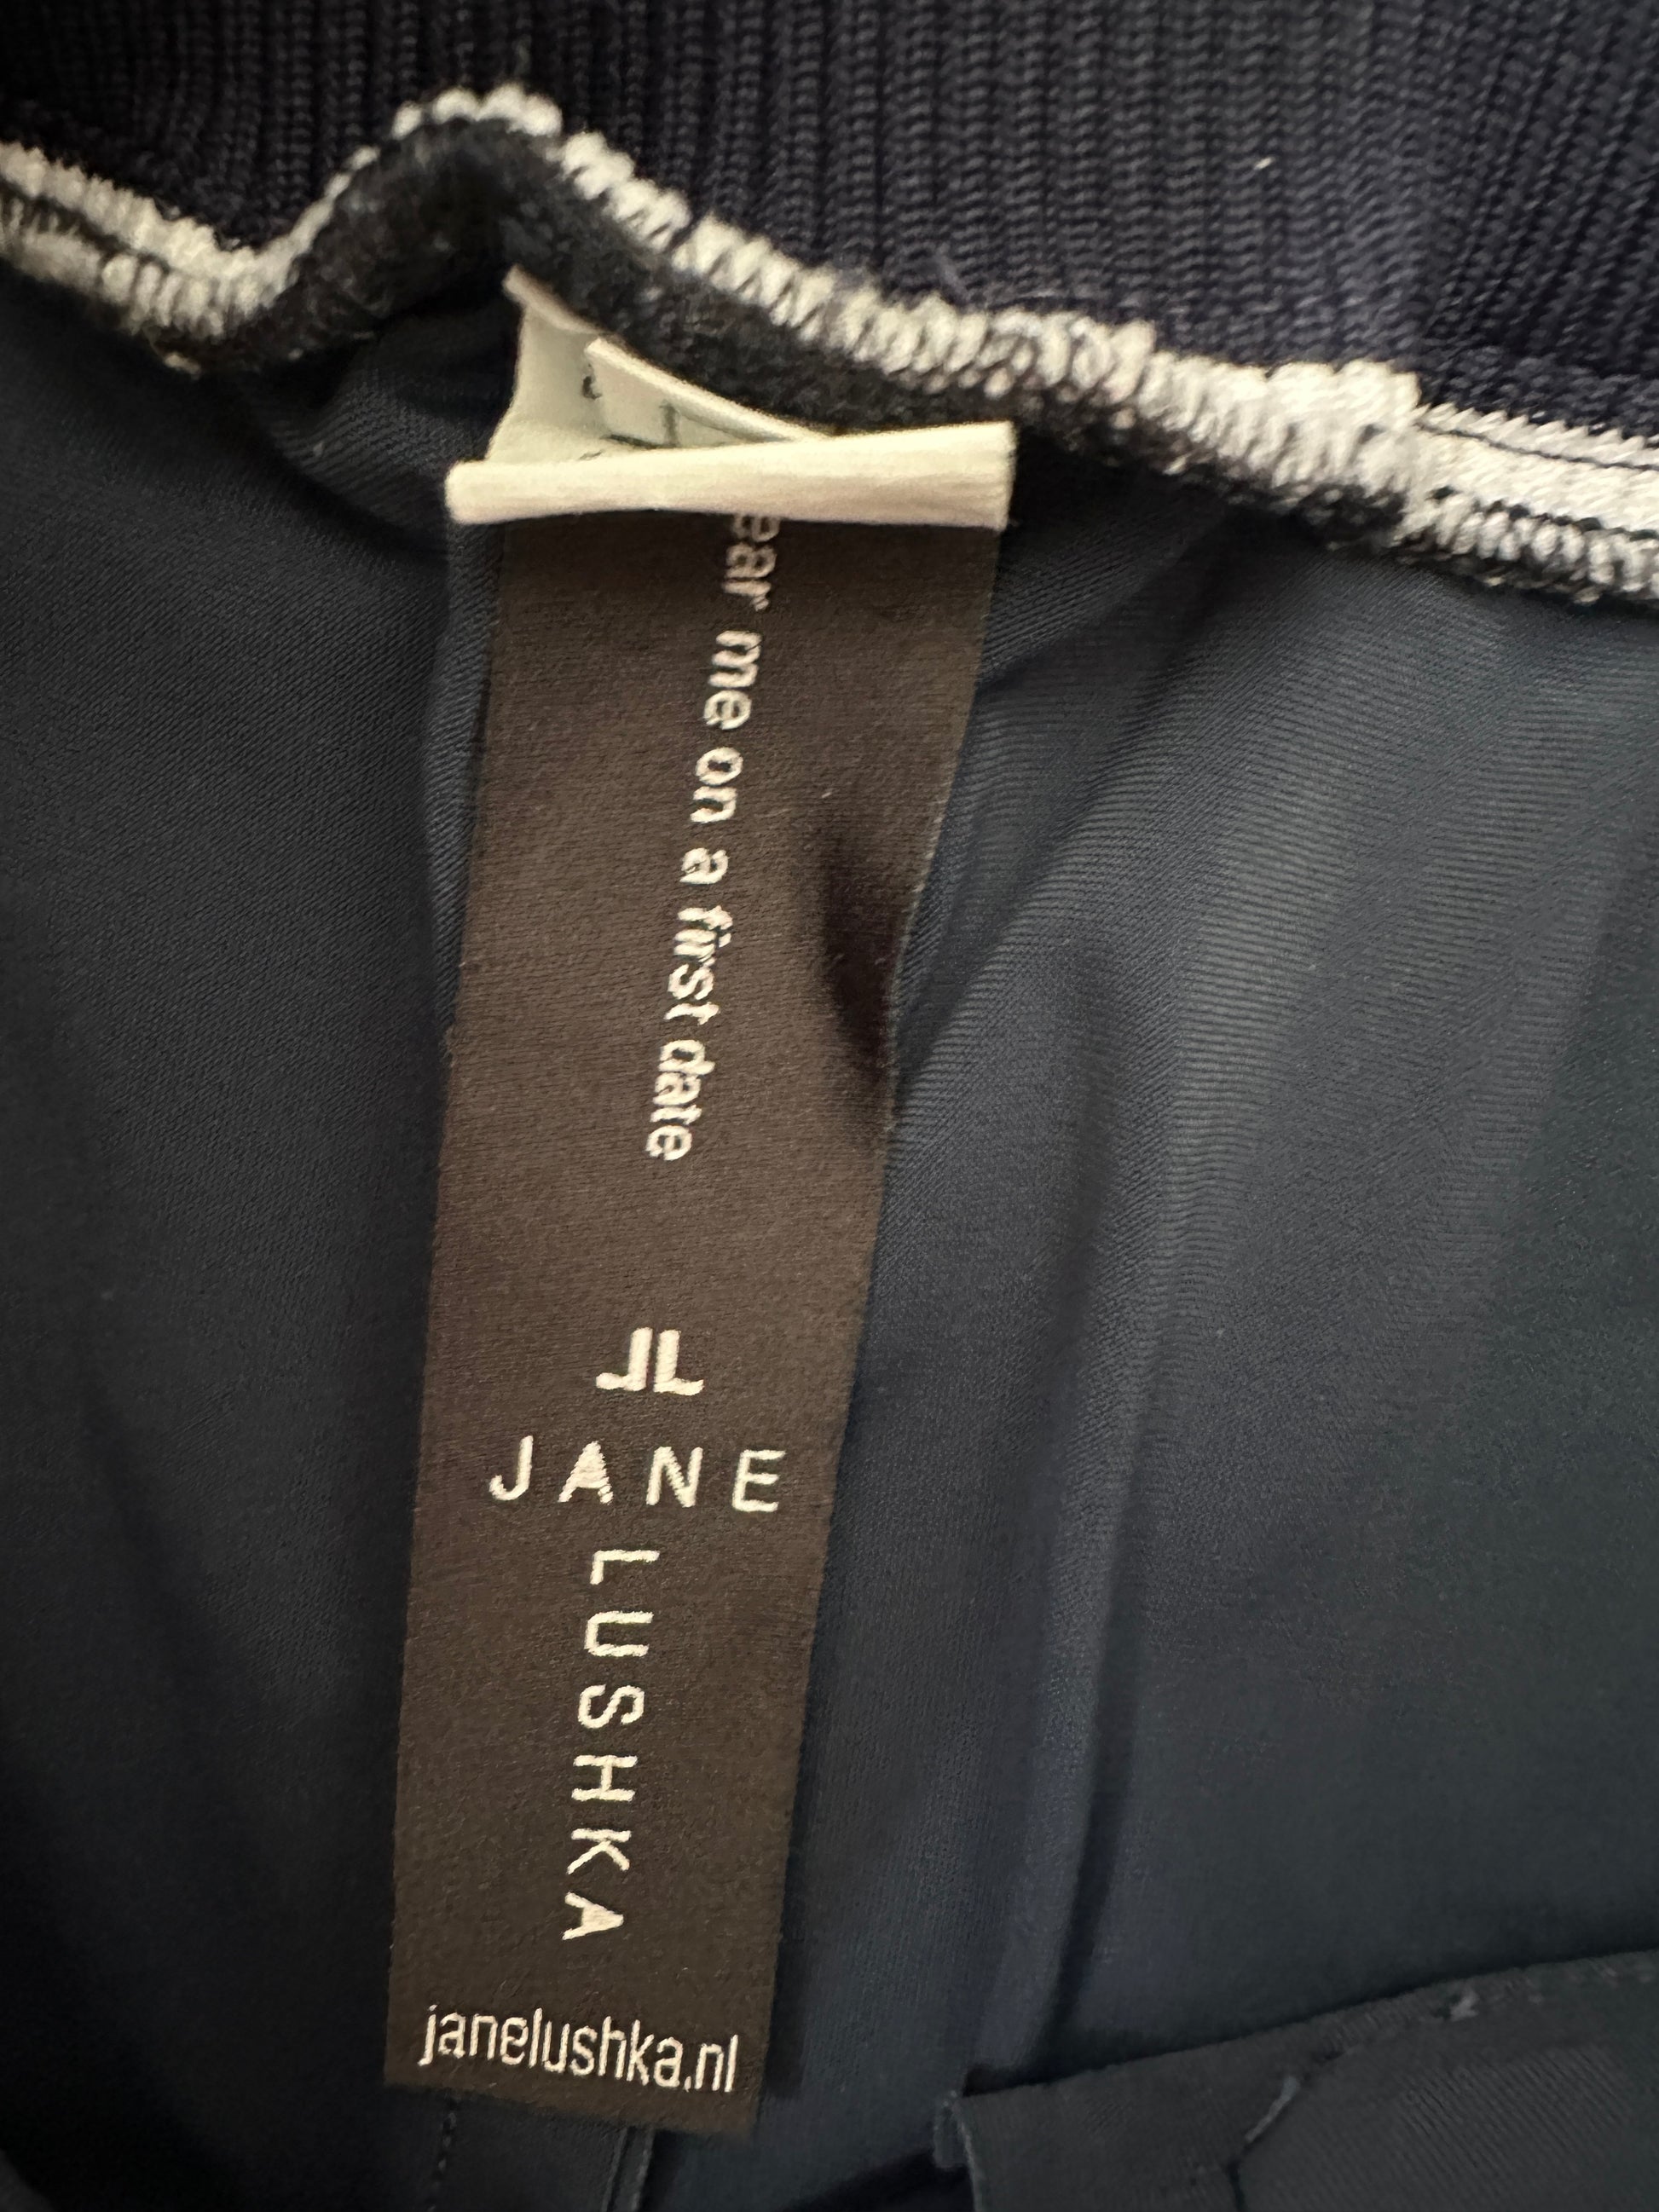 ear me on a first date
JL
JANE
LUSHKA
janelushka.nl